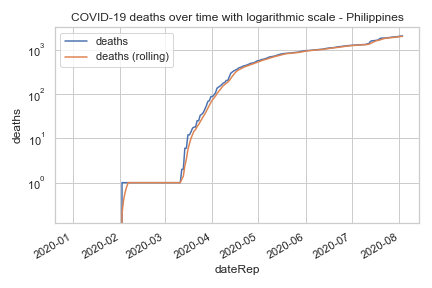 COVID-19 deaths over time with logarithmic scale - Philippines
deaths
deaths (rolling)
10³
10²
10¹
10⁰
deaths
2020-01
2020-02
2020-03
2020-04
2020-05
2020-06
2020-07
2020-08
dateRep